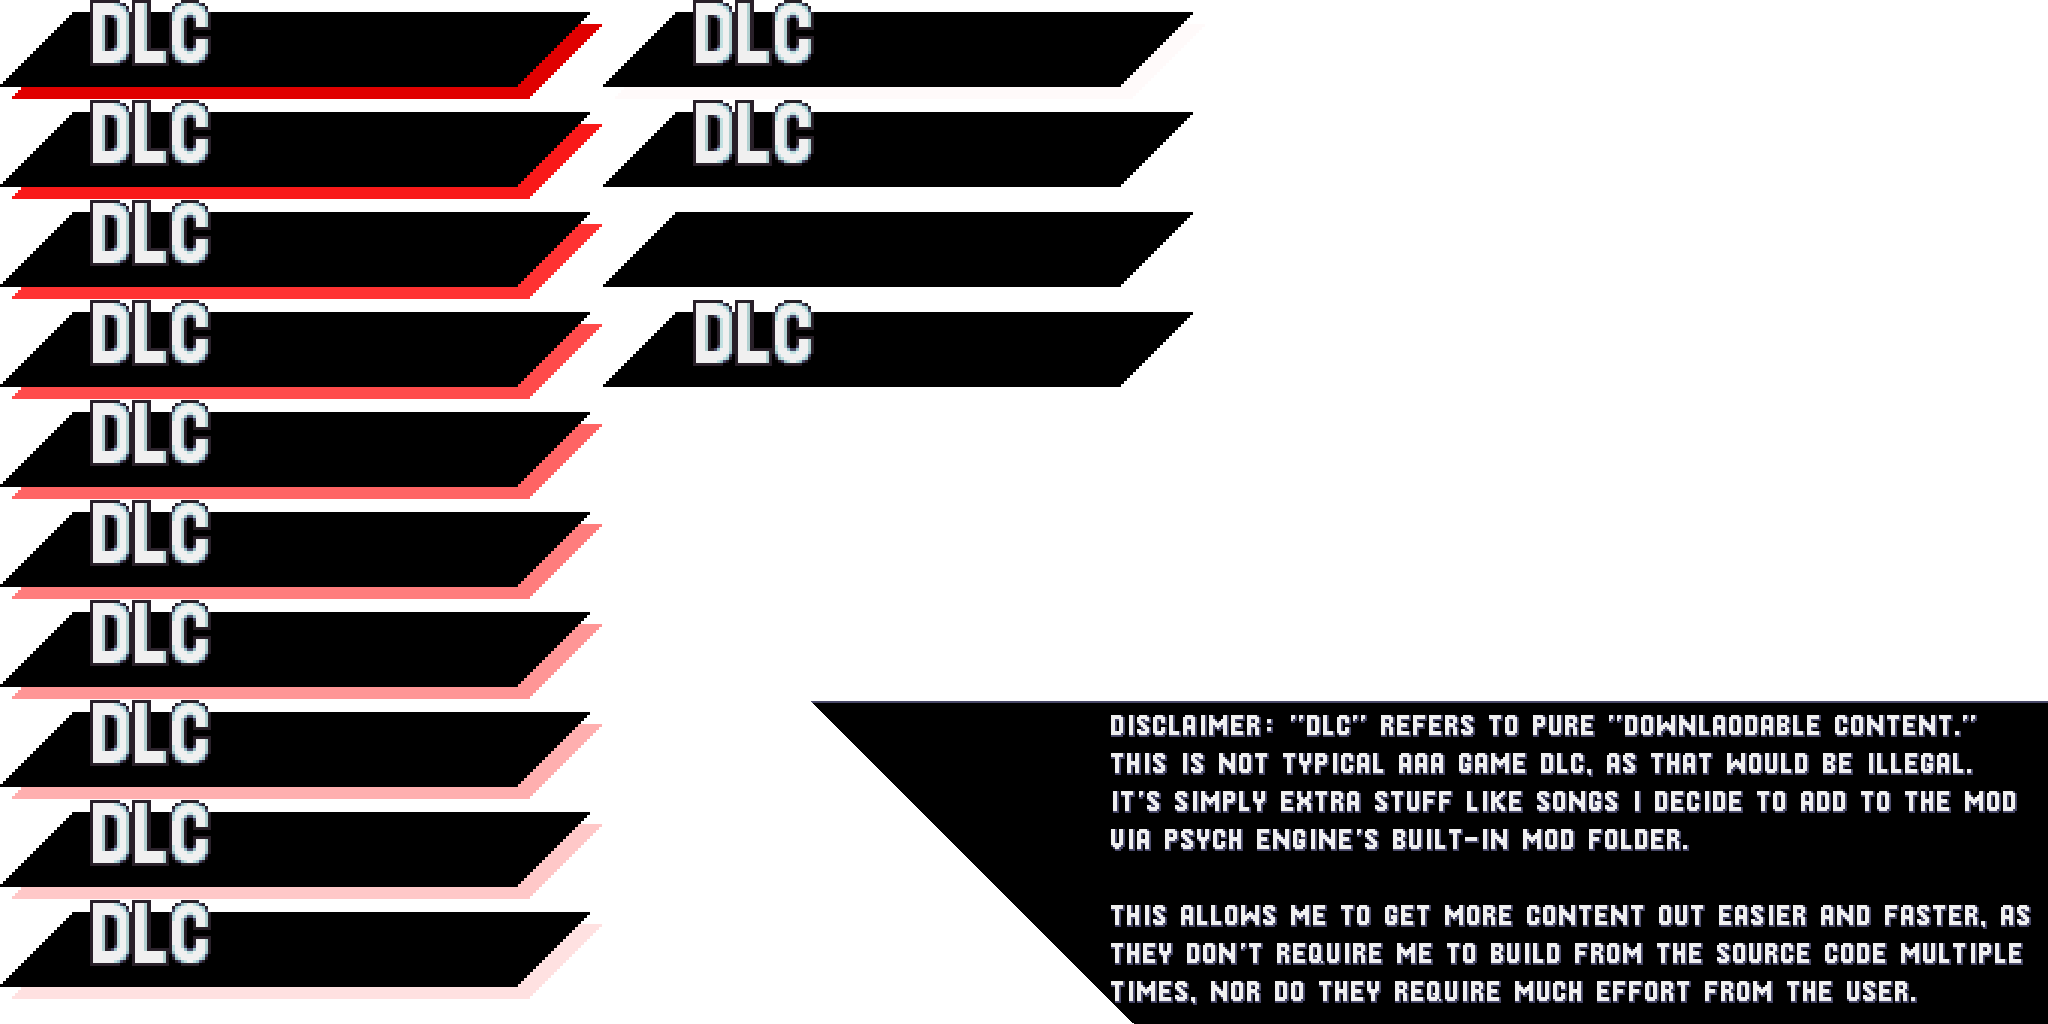 DLC
DLC
DLC
DLC
DLC
DLC
DLC
DLC
DLC
DLC
DLC
DLC
DLC
DISCLAIMER: "DLC" REFERS TO PURE "DOWNLAODABLE CONTENT."
THIS IS NOT TYPICAL AAA GAME DLC, AS THAT WOULD BE ILLEGAL.
IT'S SIMPLY EXTRA STUFF LIKE SONGS I DECIDE TO ADD TO THE MOD
VIA PSYCH ENGINE'S BUILT-IN MOD FOLDER.
THIS ALLOWS ME TO GET MORE CONTENT OUT EASIER AND FASTER, AS
THEY DON'T REQUIRE ME TO BUILD FROM THE SOURCE CODE MULTIPLE
TIMES, NOR DO THEY REQUIRE MUCH EFFORT FROM THE USER.